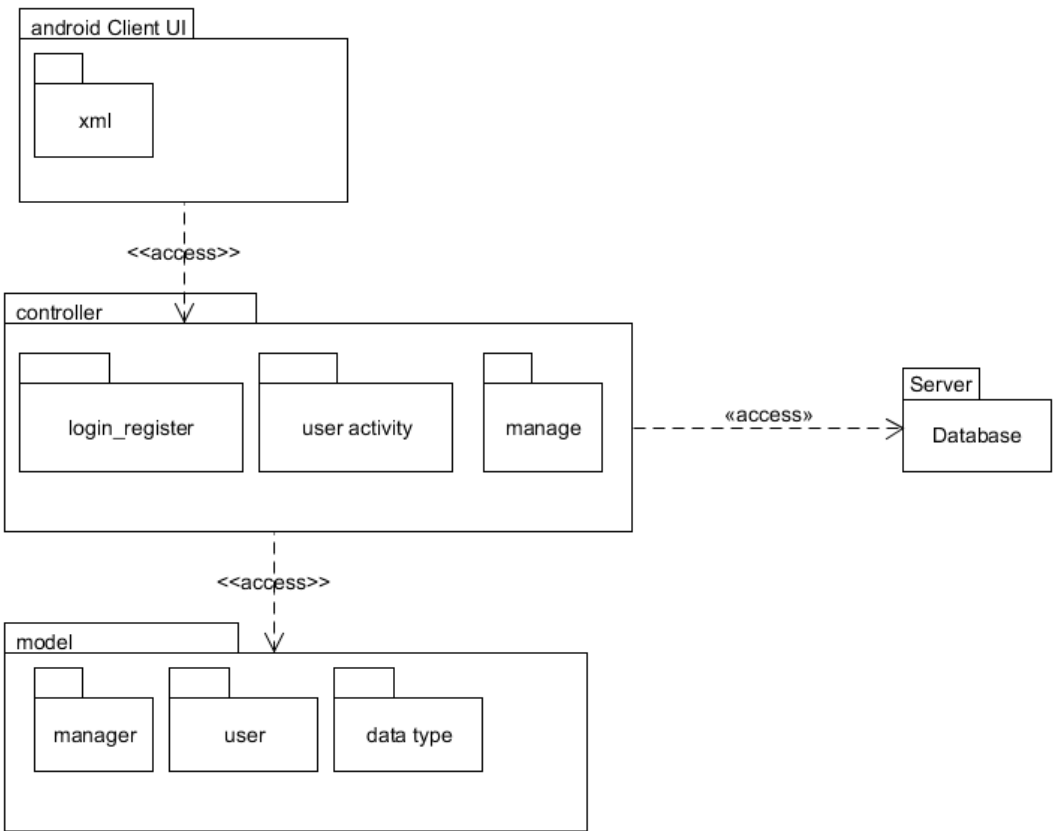 android Client UI
xml
<<access>>
controller
login_register
user activity
manage
«access»
Server
Database
<<access>>
model
manager
user
data type